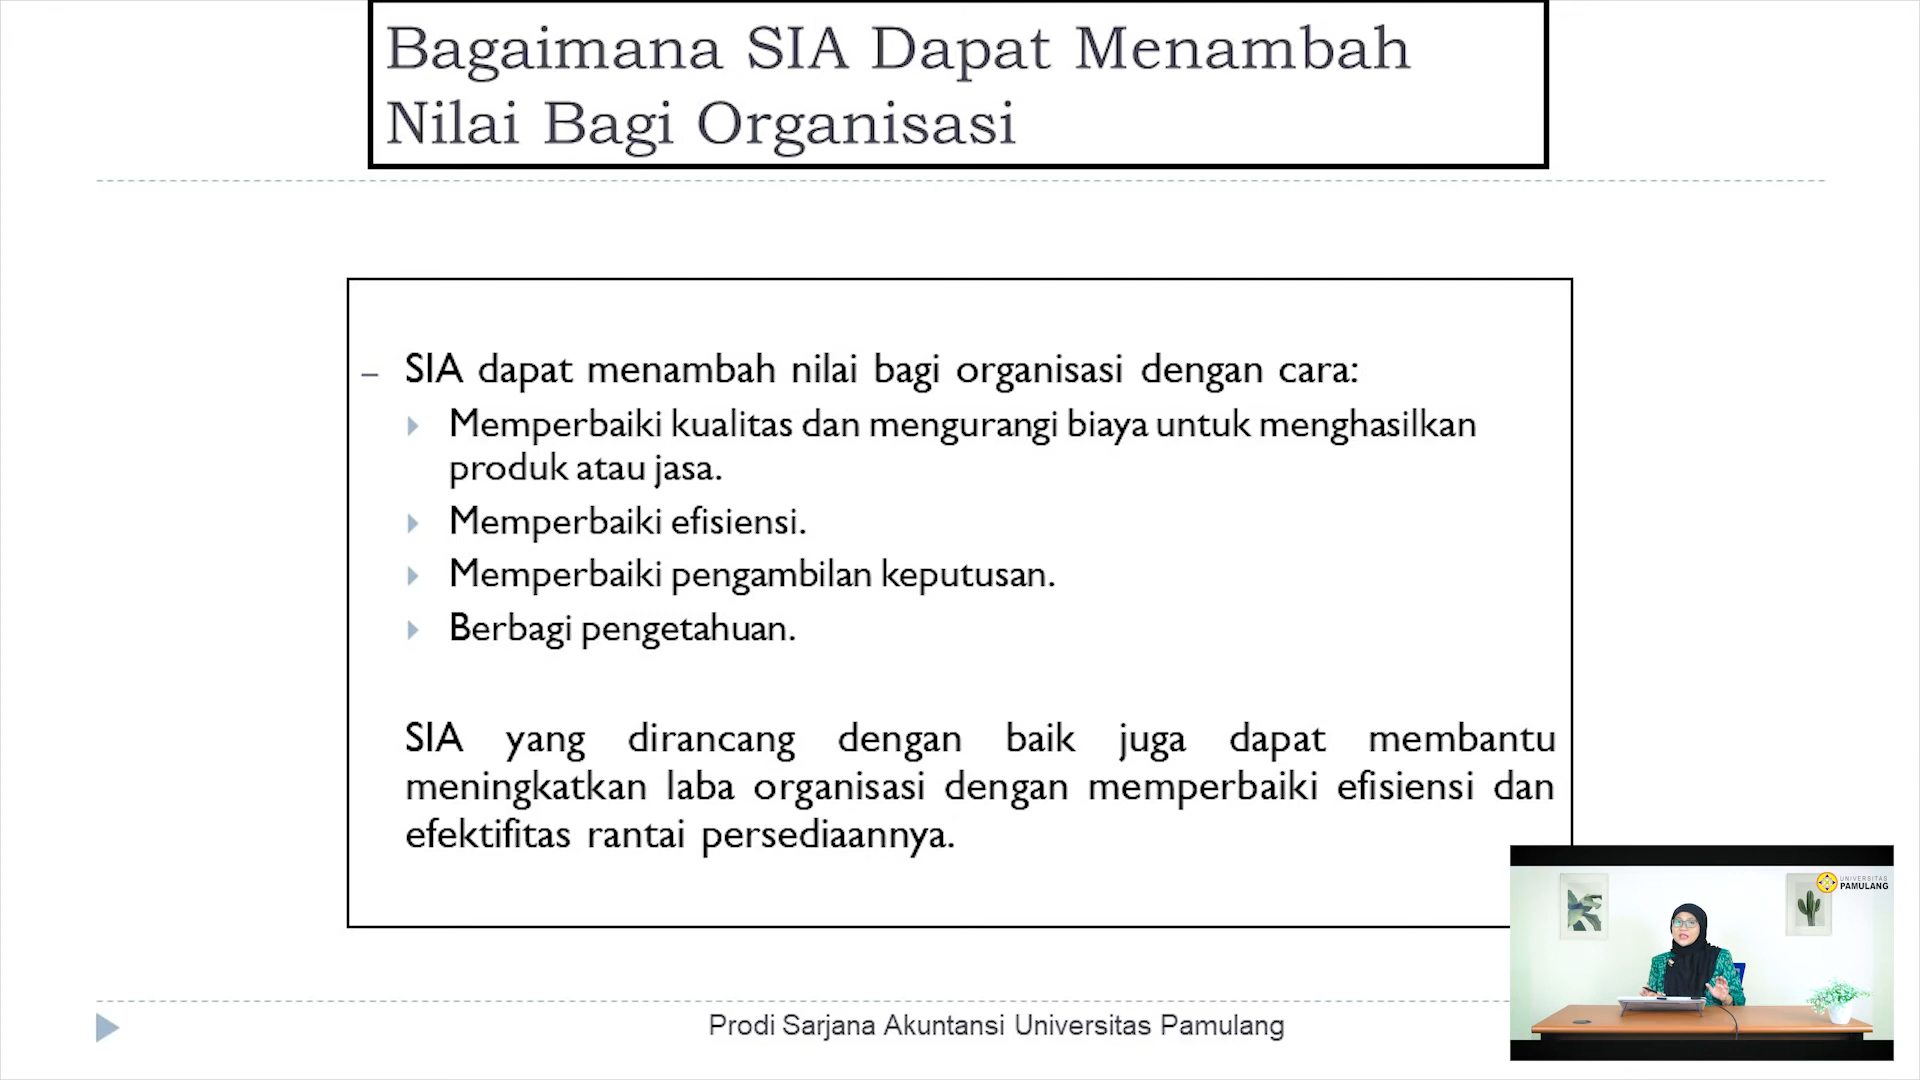 Bagaimana SIA Dapat Menambah
Nilai Bagi Organisasi
– SIA dapat menambah nilai bagi organisasi dengan cara:
Memperbaiki kualitas dan mengurangi biaya untuk menghasilkan
produk atau jasa.
Memperbaiki efisiensi.
Memperbaiki pengambilan keputusan.
Berbagi pengetahuan.
SIA yang dirancang dengan baik juga dapat membantu
meningkatkan laba organisasi dengan memperbaiki efisiensi dan
efektifitas rantai persediaannya.
UNIVERSITAS
PAMULANG
Prodi Sarjana Akuntansi Universitas Pamulang